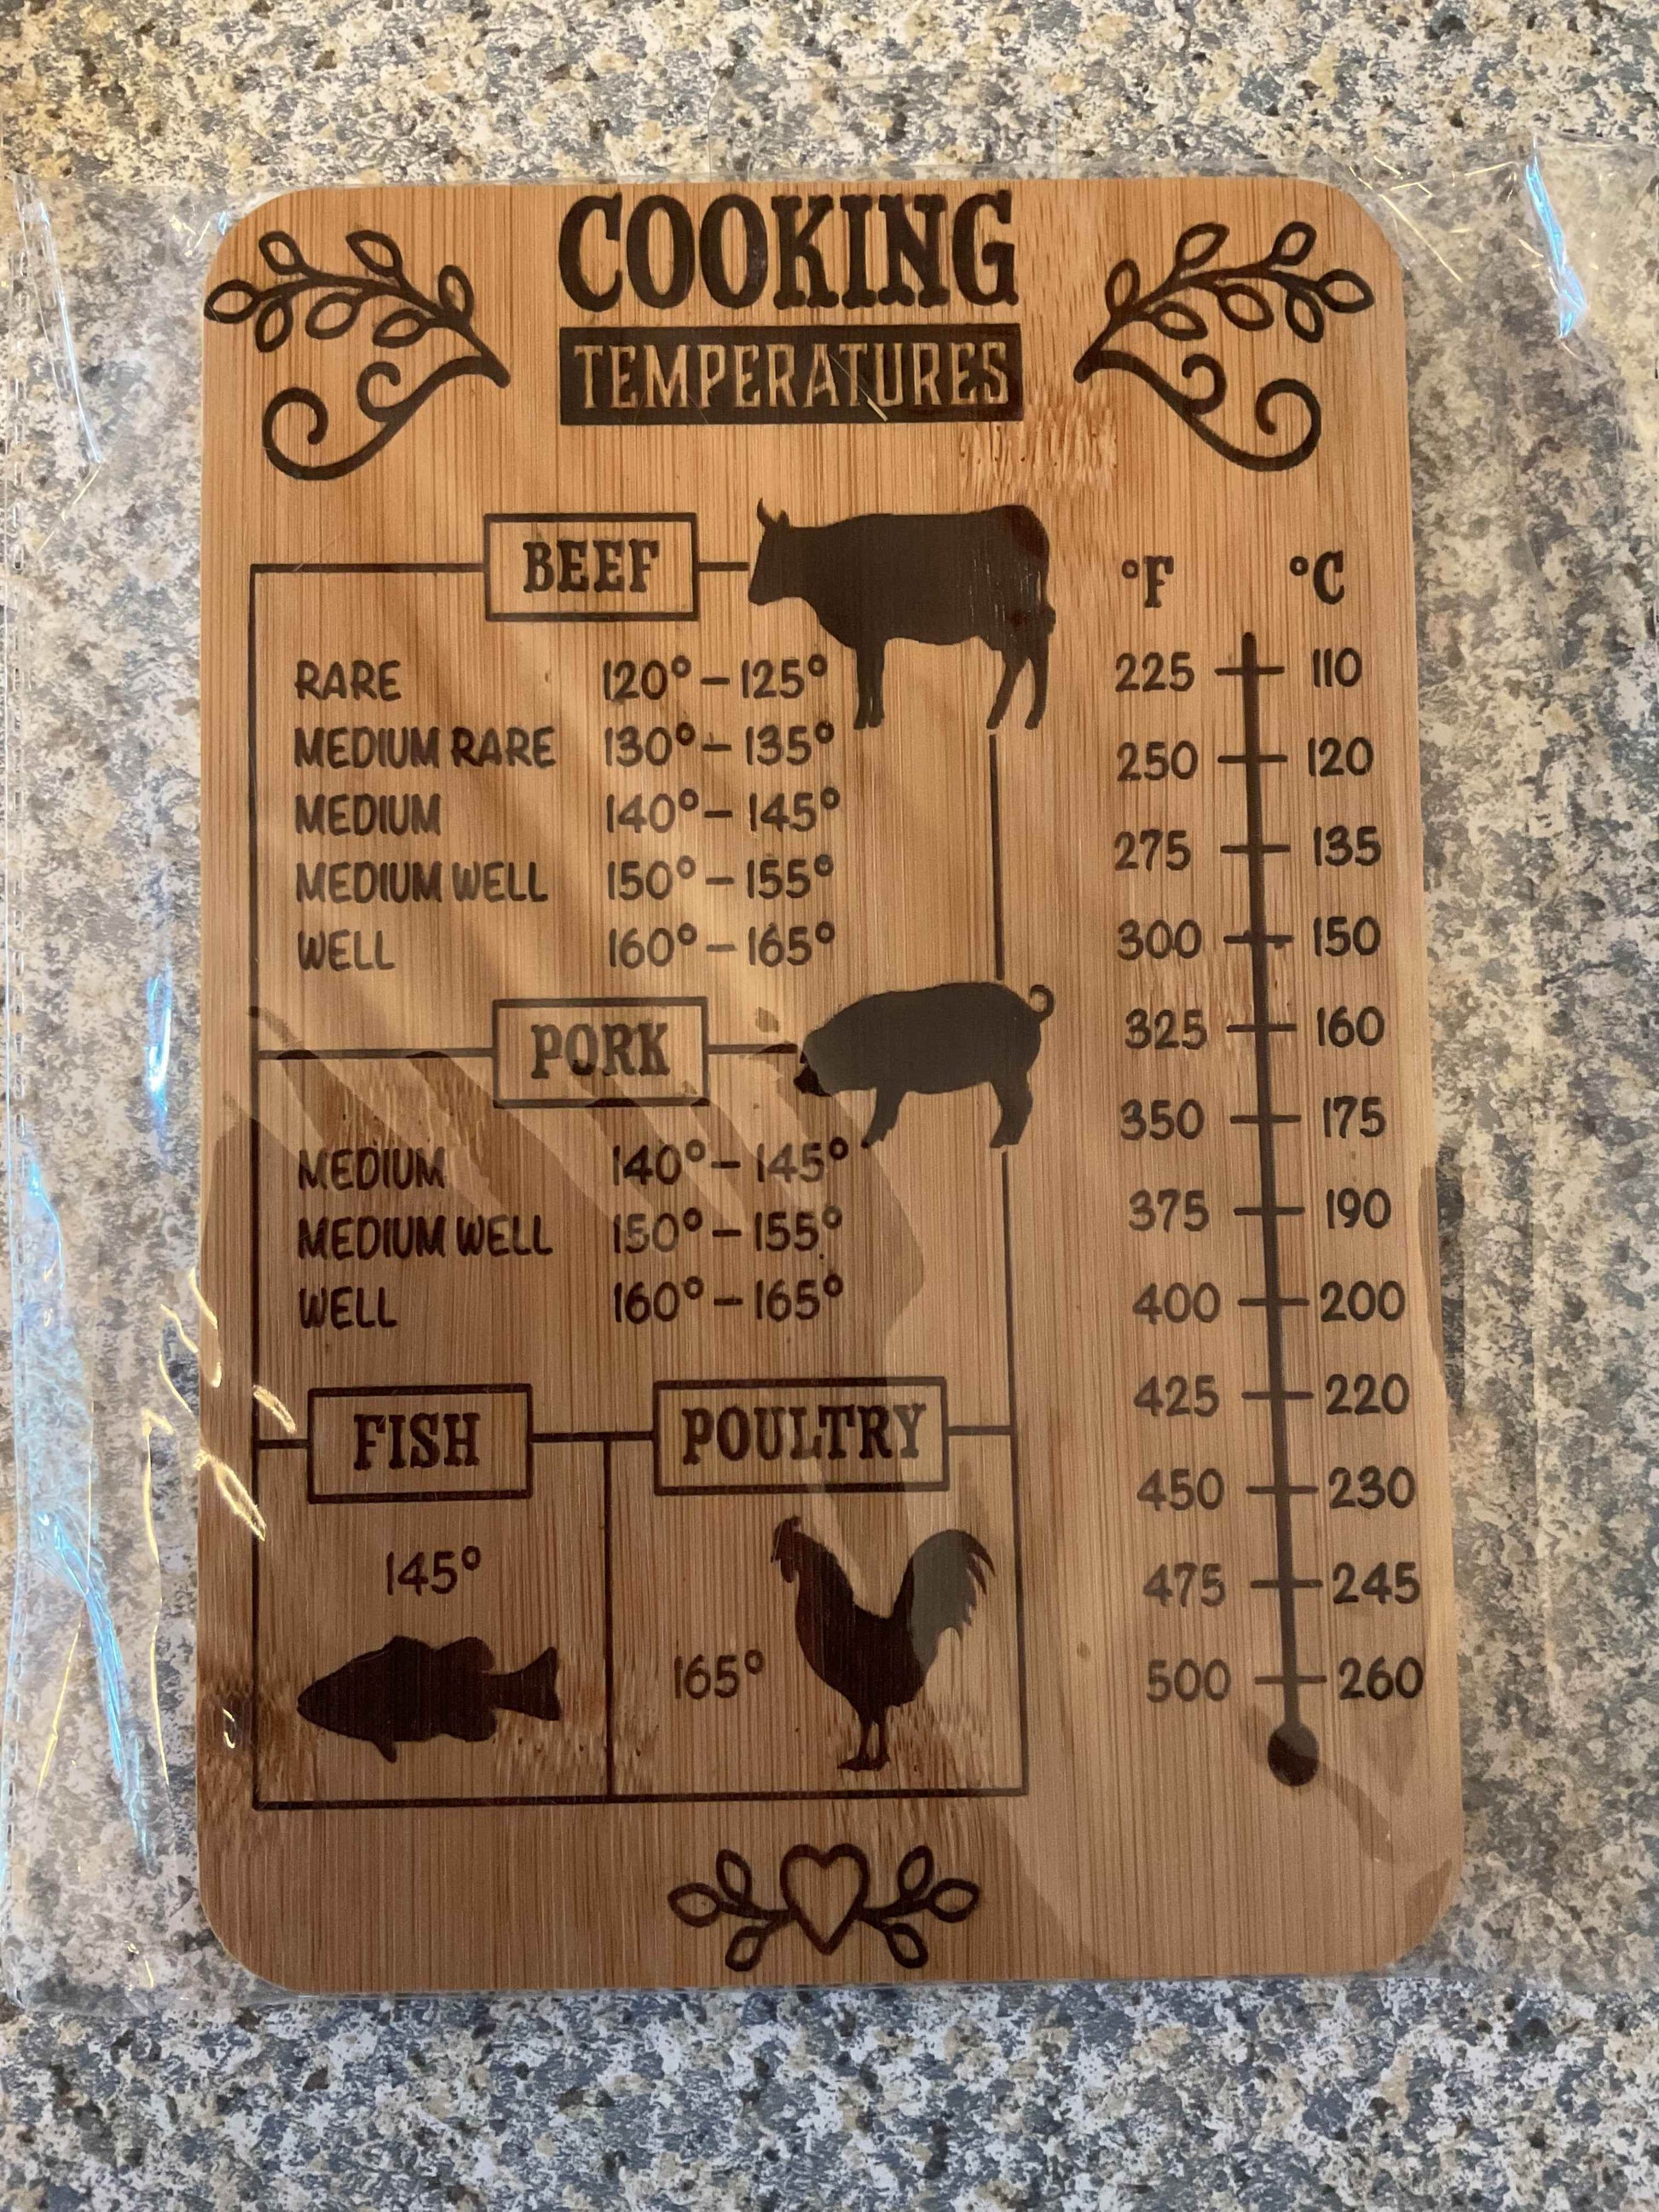 COOKING
TEMPERATURES
BEEF
RARE 120° – 125°
MEDIUM RARE 130° – 135°
MEDIUM 140° – 145°
MEDIUM WELL 150° – 155°
WELL 160° – 165°
PORK
MEDIUM 140° – 145°
MEDIUM WELL 150° – 155°
WELL 160° – 165°
FISH
145°
POULTRY
165°
°F °C
225 110
250 120
275 135
300 150
325 160
350 175
375 190
400 200
425 220
450 230
475 245
500 260